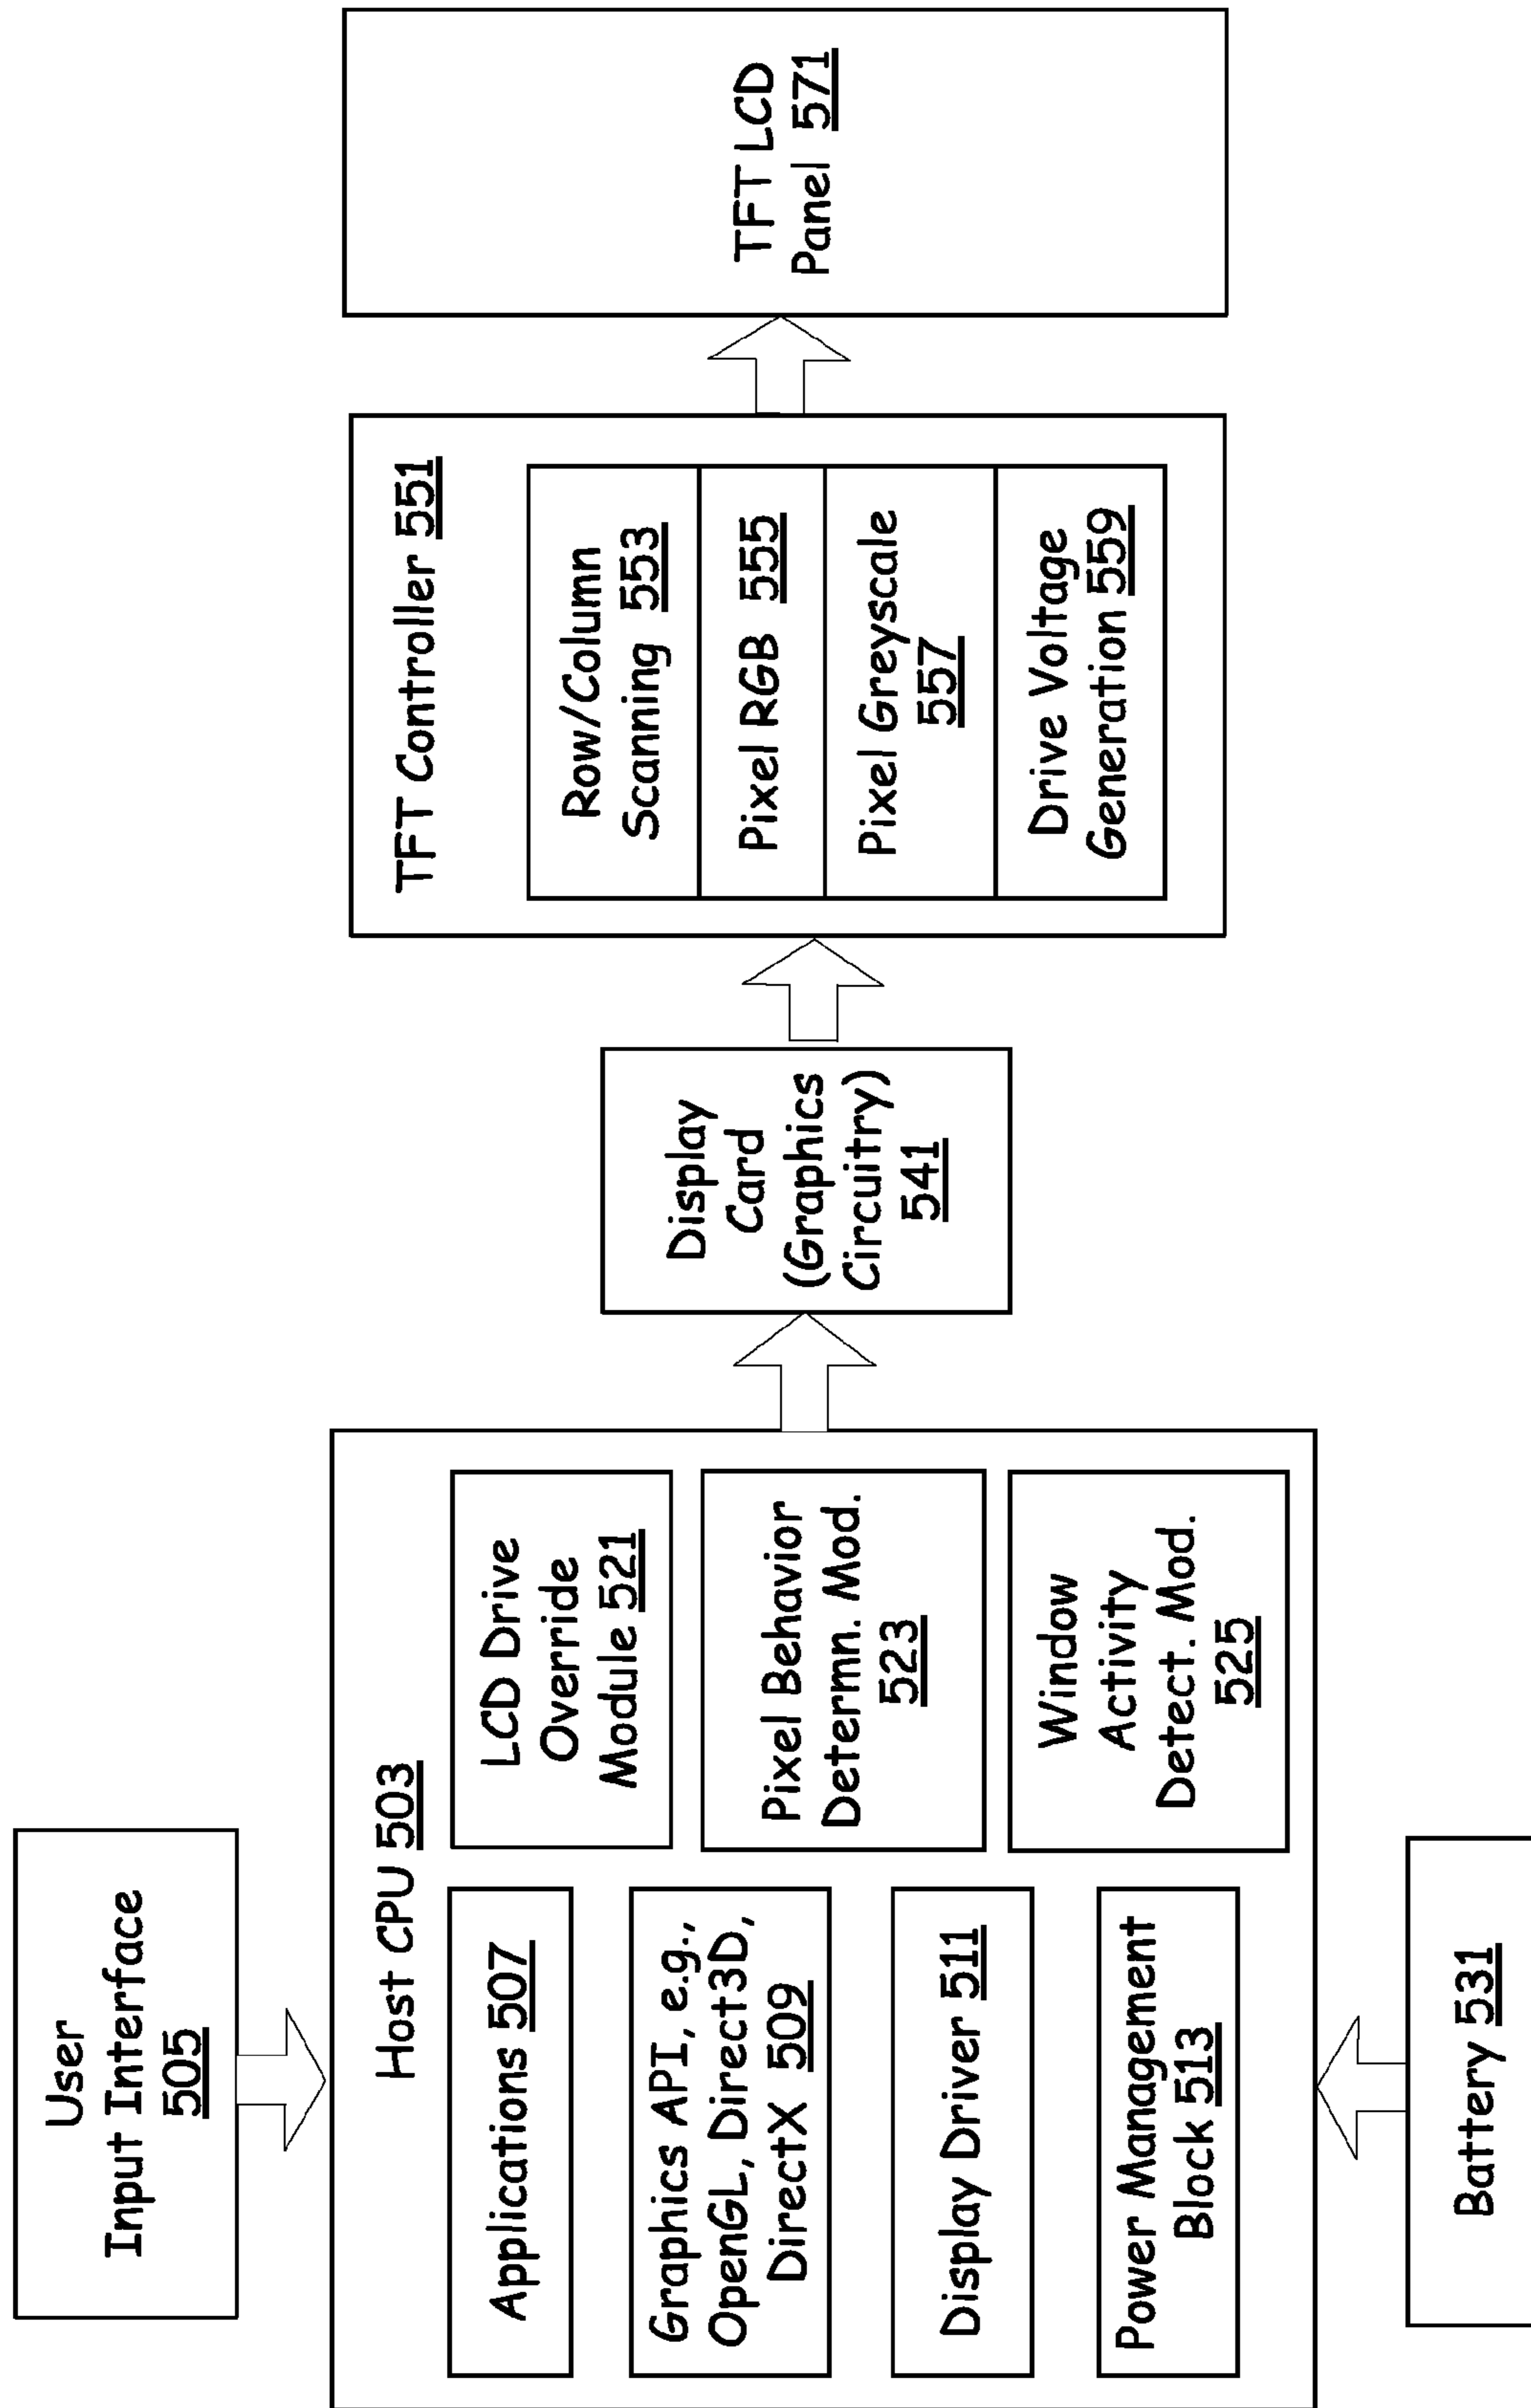 User
Input Interface
505
Host CPU 503
Applications 507
Graphics API, e.g.,
OpenGL, Direct3D,
DirectX 509
Display Driver 511
Power Management
Block 513
LCD Drive
Override
Module 521
Pixel Behavior
Determn. Mod.
523
Window
Activity
Detect. Mod.
525
Battery 531
Display
Card
(Graphics
Circuitry)
541
TFT Controller 551
Row/Column
Scanning 553
Pixel RGB 555
Pixel Greyscale
557
Drive Voltage
Generation 559
TFT LCD
Panel 571